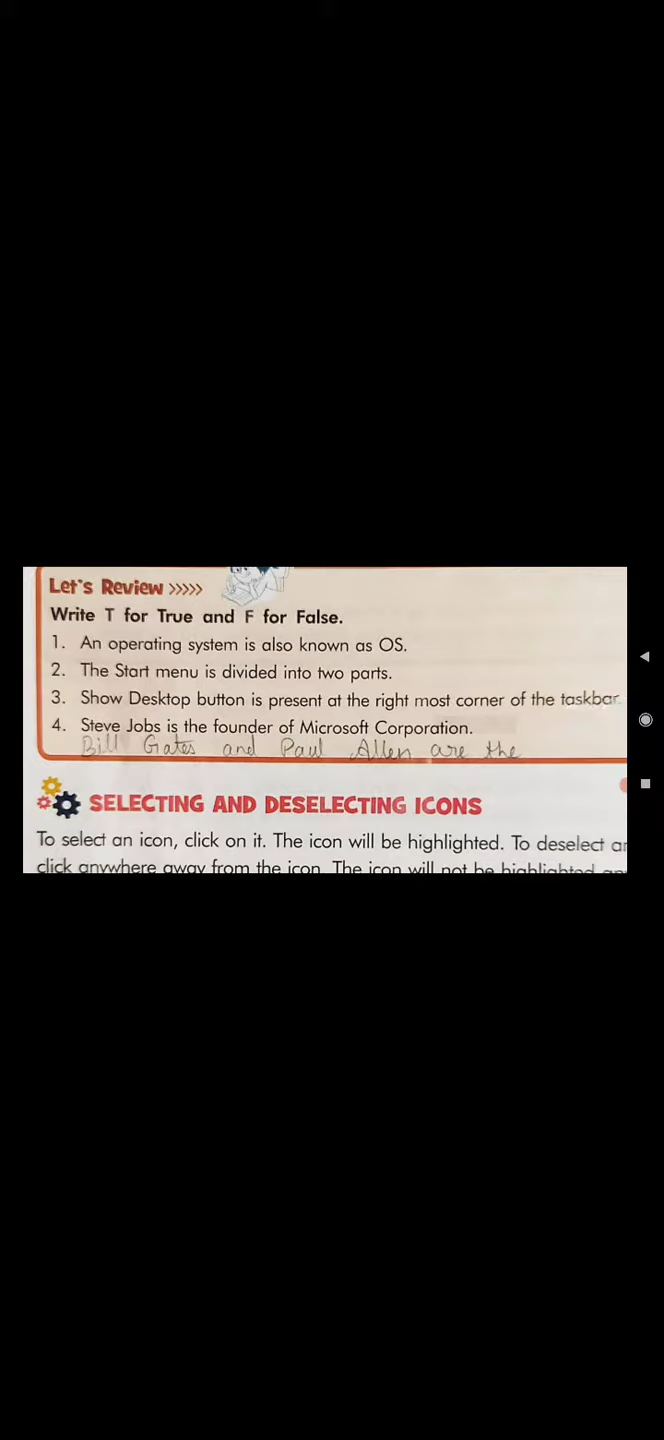 Let's Review >>>>>
Write T for True and F for False.
1. An operating system is also known as OS.
2. The Start menu is divided into two parts.
3. Show Desktop button is present at the right most corner of the taskbar.
4. Steve Jobs is the founder of Microsoft Corporation.
Bill Gates and Paul Allen are the
SELECTING AND DESELECTING ICONS
To select an icon, click on it. The icon will be highlighted. To deselect
click anywhere away from the icon. The icon will not be highlighted